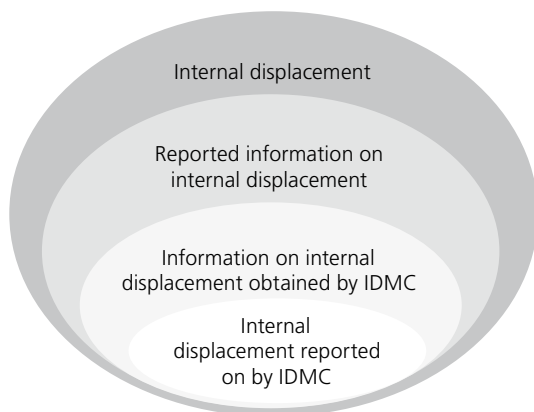 Internal displacement
Reported information on
internal displacement
Information on internal
displacement obtained by IDMC
Internal
displacement reported
on by IDMC